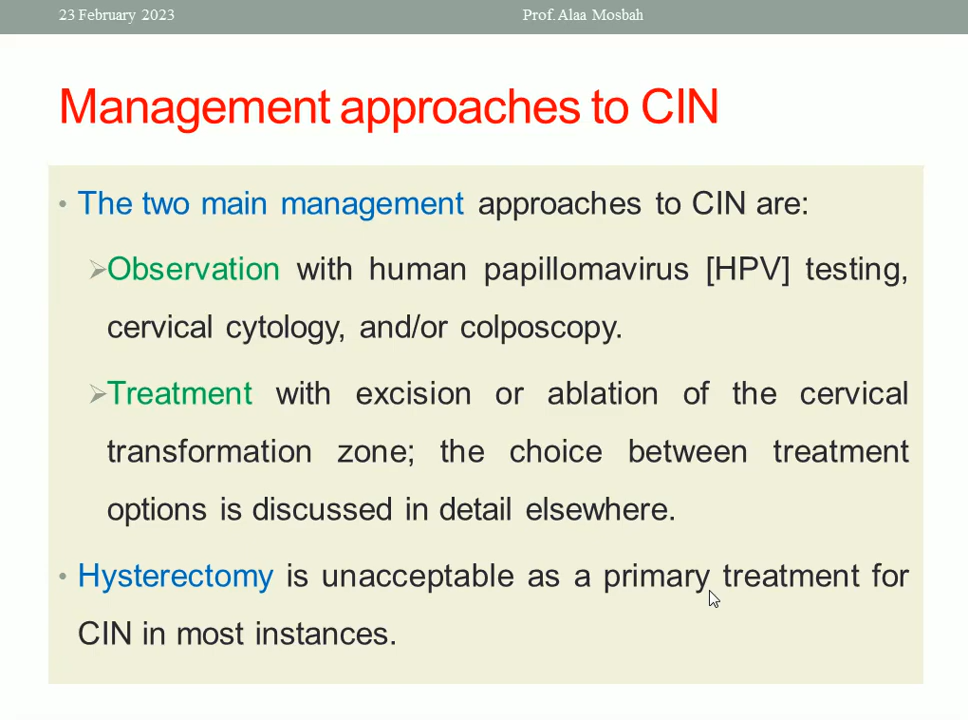 23 February 2023
Prof. Alaa Mosbah
Management approaches to CIN
• The two main management approaches to CIN are:
➢Observation with human papillomavirus [HPV] testing,
cervical cytology, and/or colposcopy.
➢Treatment with excision or ablation of the cervical
transformation zone; the choice between treatment
options is discussed in detail elsewhere.
• Hysterectomy is unacceptable as a primary treatment for
CIN in most instances.